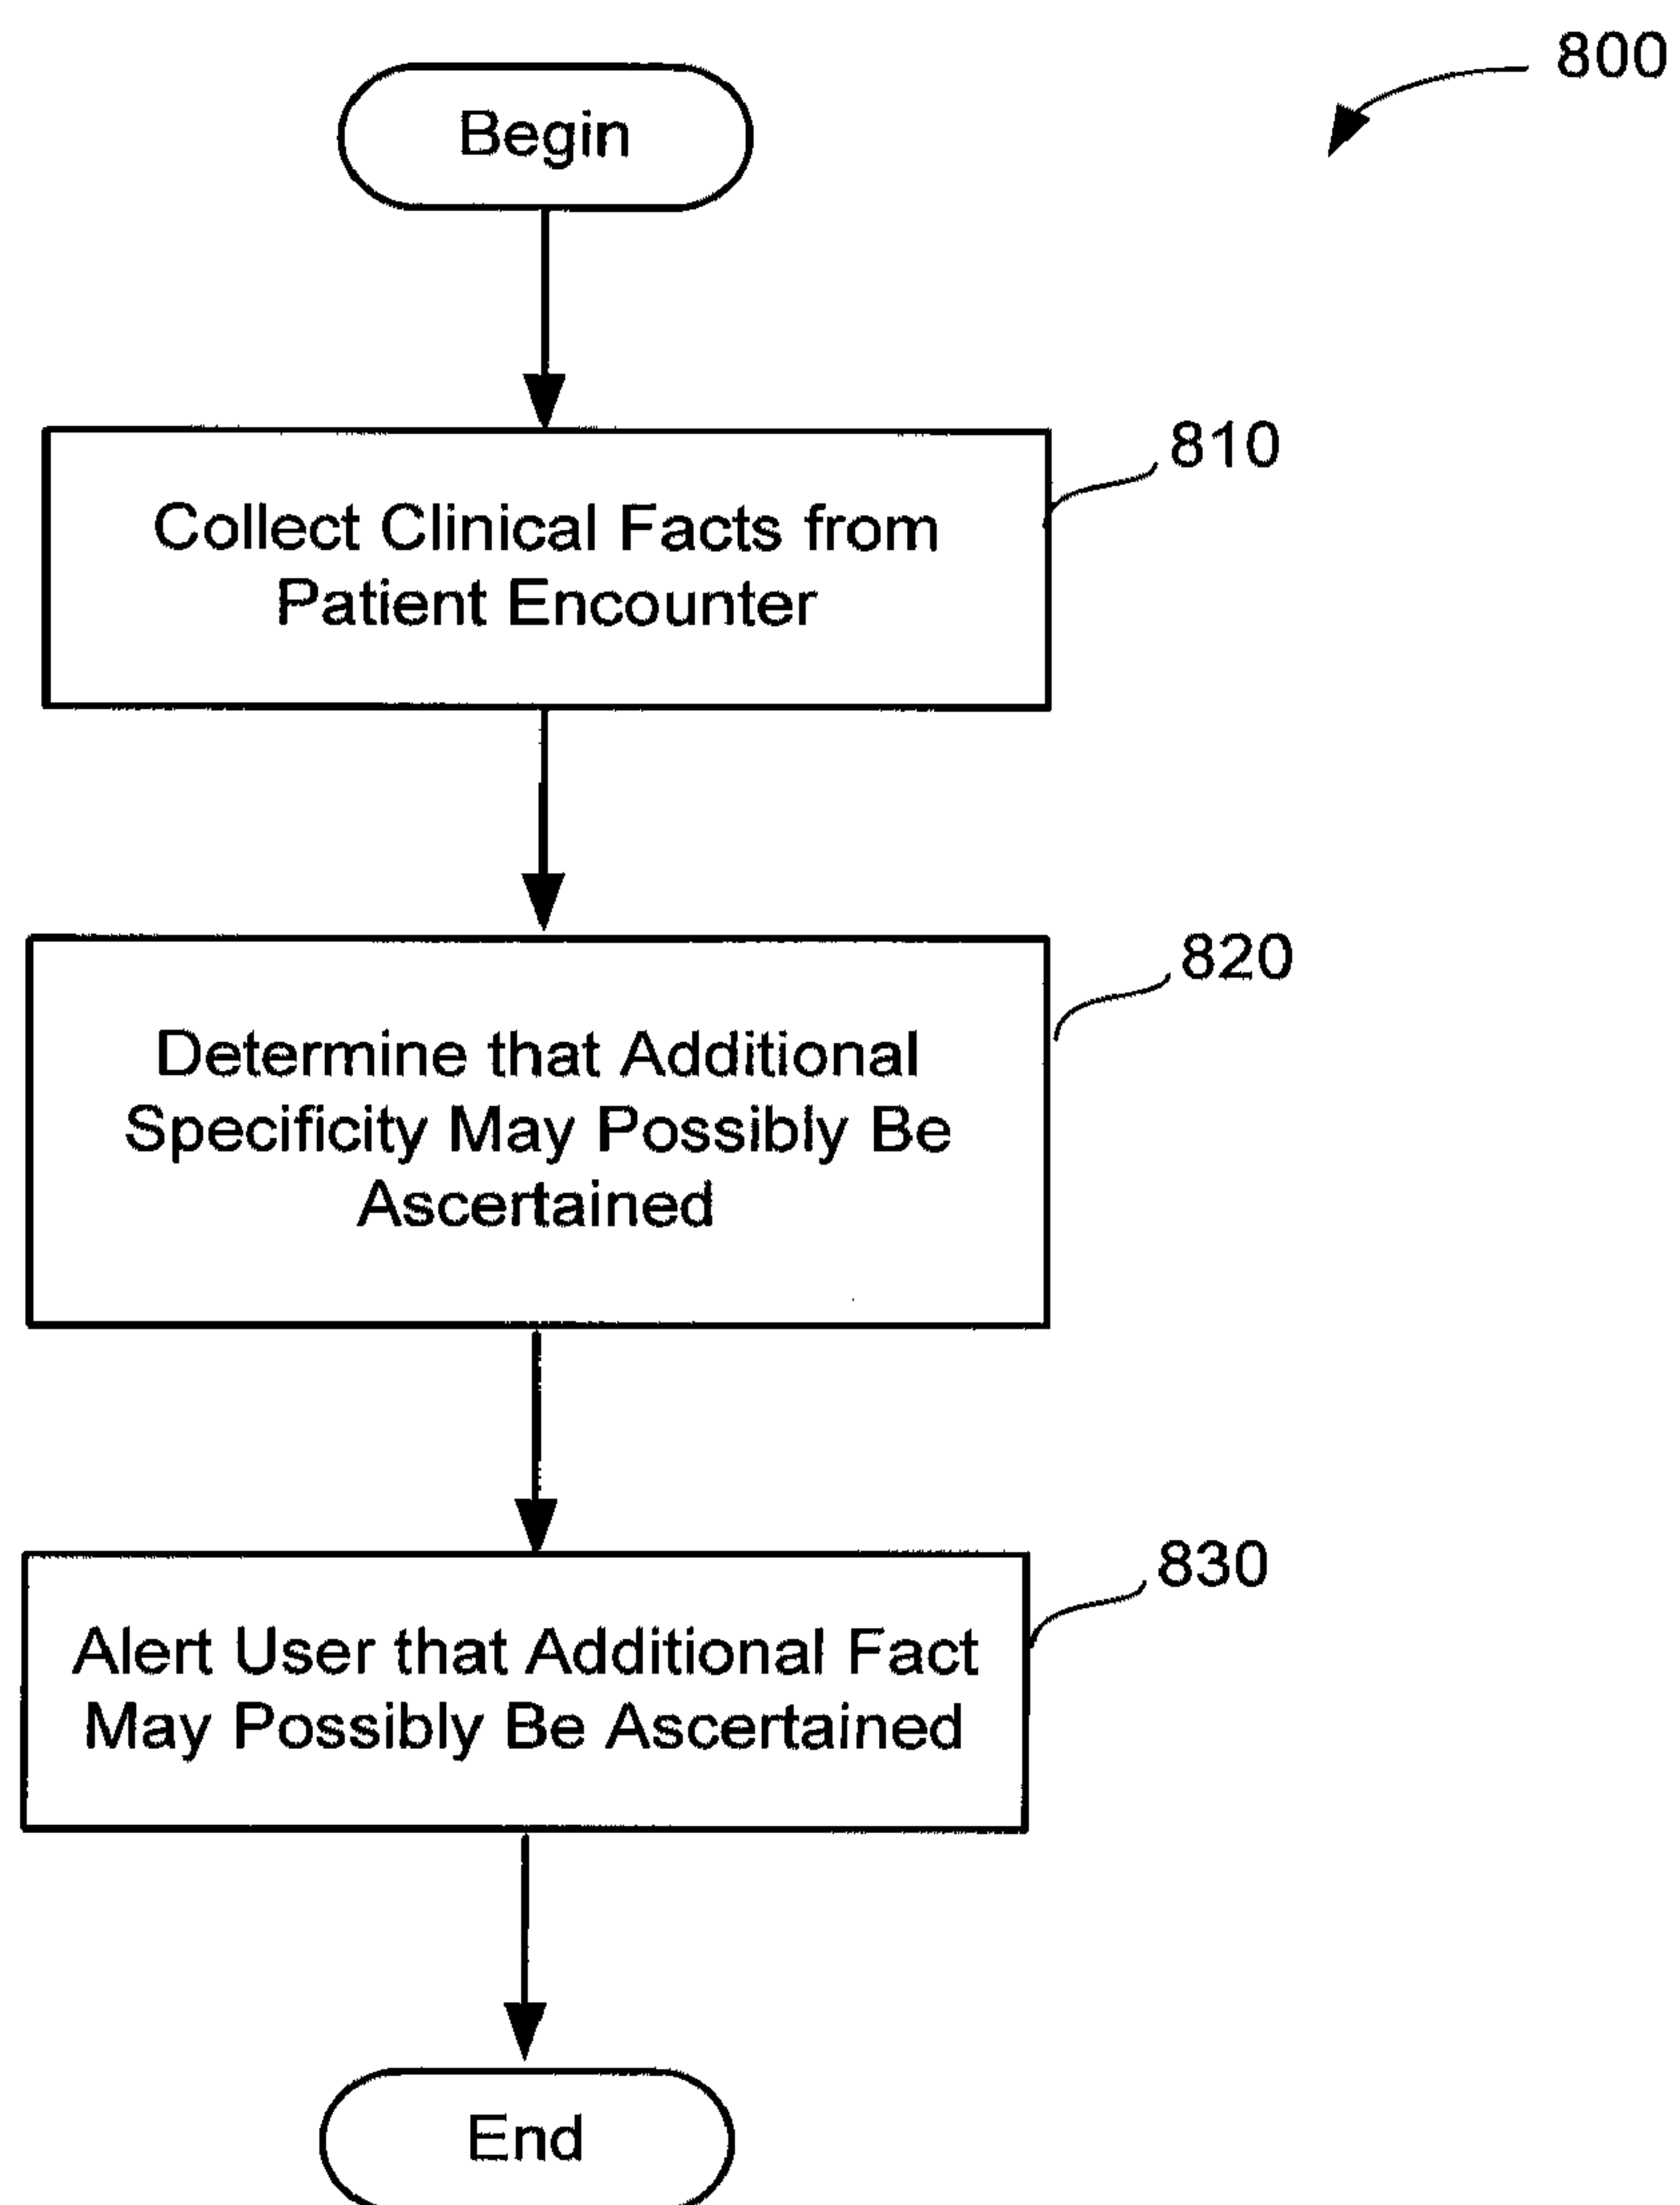 800
Begin
810
Collect Clinical Facts from
Patient Encounter
820
Determine that Additional
Specificity May Possibly Be
Ascertained
830
Alert User that Additional Fact
May Possibly Be Ascertained
End